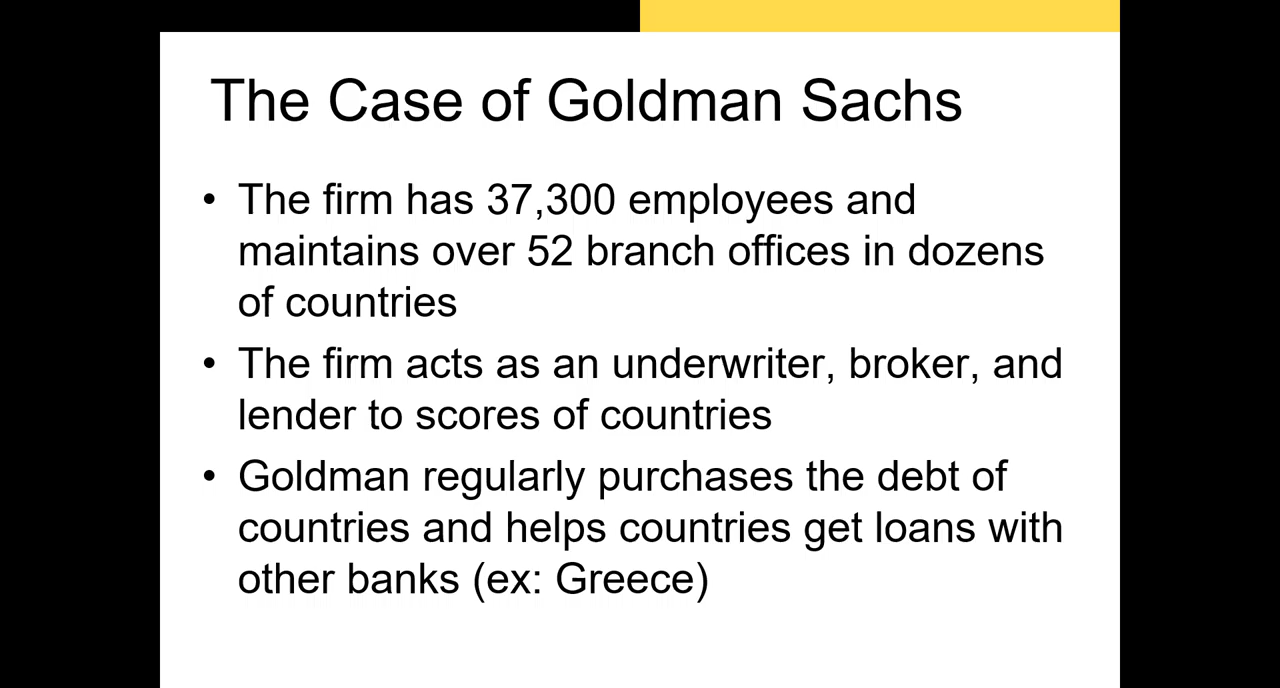 The Case of Goldman Sachs
• The firm has 37,300 employees and
maintains over 52 branch offices in dozens
of countries
• The firm acts as an underwriter, broker, and
lender to scores of countries
• Goldman regularly purchases the debt of
countries and helps countries get loans with
other banks (ex: Greece)